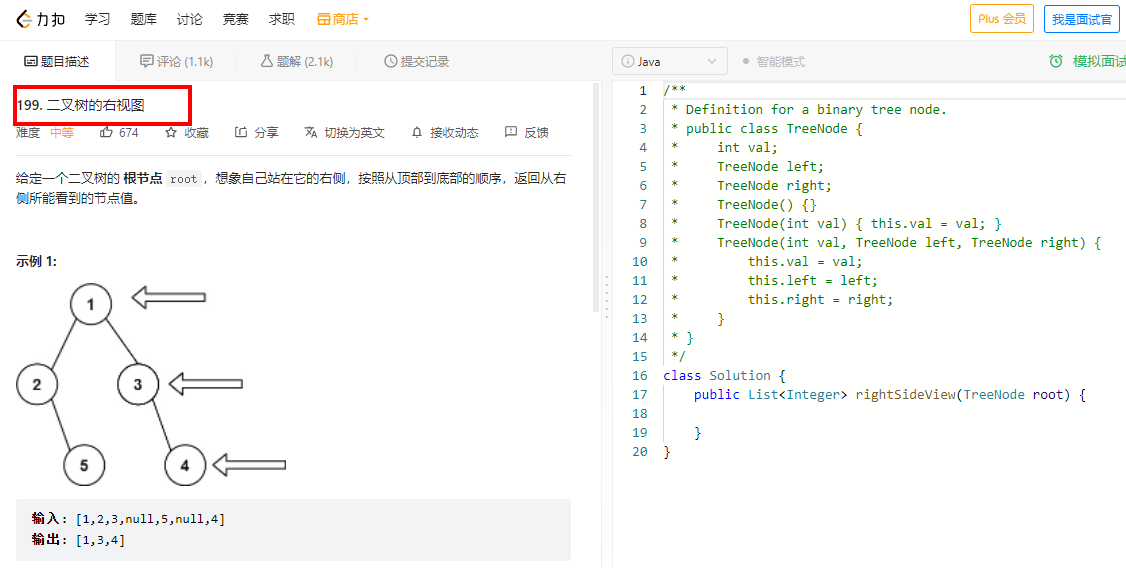 力扣 学习 题库 讨论 竞赛 求职 商店 Plus 会员 我是面试官
题目描述 评论 (1.1k) 题解 (2.1k) 提交记录
199. 二叉树的右视图
难度 中等 674 收藏 分享 切换为英文 接收动态 反馈
给定一个二叉树的 根节点 root，想象自己站在它的右侧，按照从顶部到底部的顺序，返回从右
侧所能看到的节点值。
示例 1:
1
2 3
5 4
输入: [1,2,3,null,5,null,4]
输出: [1,3,4]
Java 智能模式 模拟面试
1 /**
2 * Definition for a binary tree node.
3 * public class TreeNode {
4 * int val;
5 * TreeNode left;
6 * TreeNode right;
7 * TreeNode() {}
8 * TreeNode(int val) { this.val = val; }
9 * TreeNode(int val, TreeNode left, TreeNode right) {
10 * this.val = val;
11 * this.left = left;
12 * this.right = right;
13 * }
14 * }
15 */
16 class Solution {
17 public List<Integer> rightSideView(TreeNode root) {
18
19 }
20 }